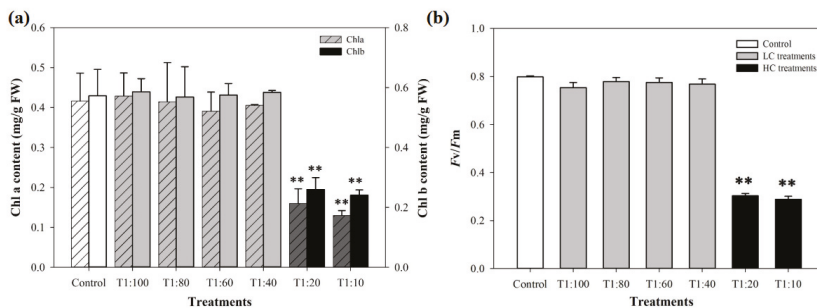 (a)
0.6
0.5
0.4
0.3
0.2
0.1
0.0
Chl a content (mg/g FW)
Chla
Chlb
0.8
0.6
0.4
0.2
0.0
Chl b content (mg/g FW)
** **
** **
Control T1:100 T1:80 T1:60 T1:40 T1:20 T1:10
Treatments
(b)
1.0
0.8
0.6
0.4
0.2
0.0
Fv/Fm
Control
LC treatments
HC treatments
** **
Control T1:100 T1:80 T1:60 T1:40 T1:20 T1:10
Treatments